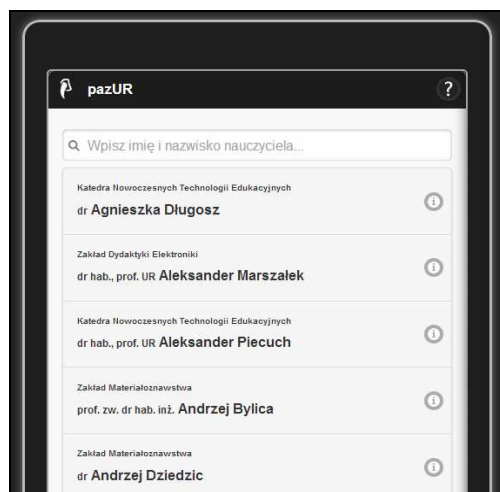 pazUR
?
Wpisz imię i nazwisko nauczyciela...
Katedra Nowoczesnych Technologii Edukacyjnych
dr Agnieszka Długosz
Zakład Dydaktyki Elektroniki
dr hab., prof. UR Aleksander Marszałek
Katedra Nowoczesnych Technologii Edukacyjnych
dr hab., prof. UR Aleksander Piecuch
Zakład Materiałoznawstwa
prof. zw. dr hab. inż. Andrzej Bylica
Zakład Materiałoznawstwa
dr Andrzej Dziedzic